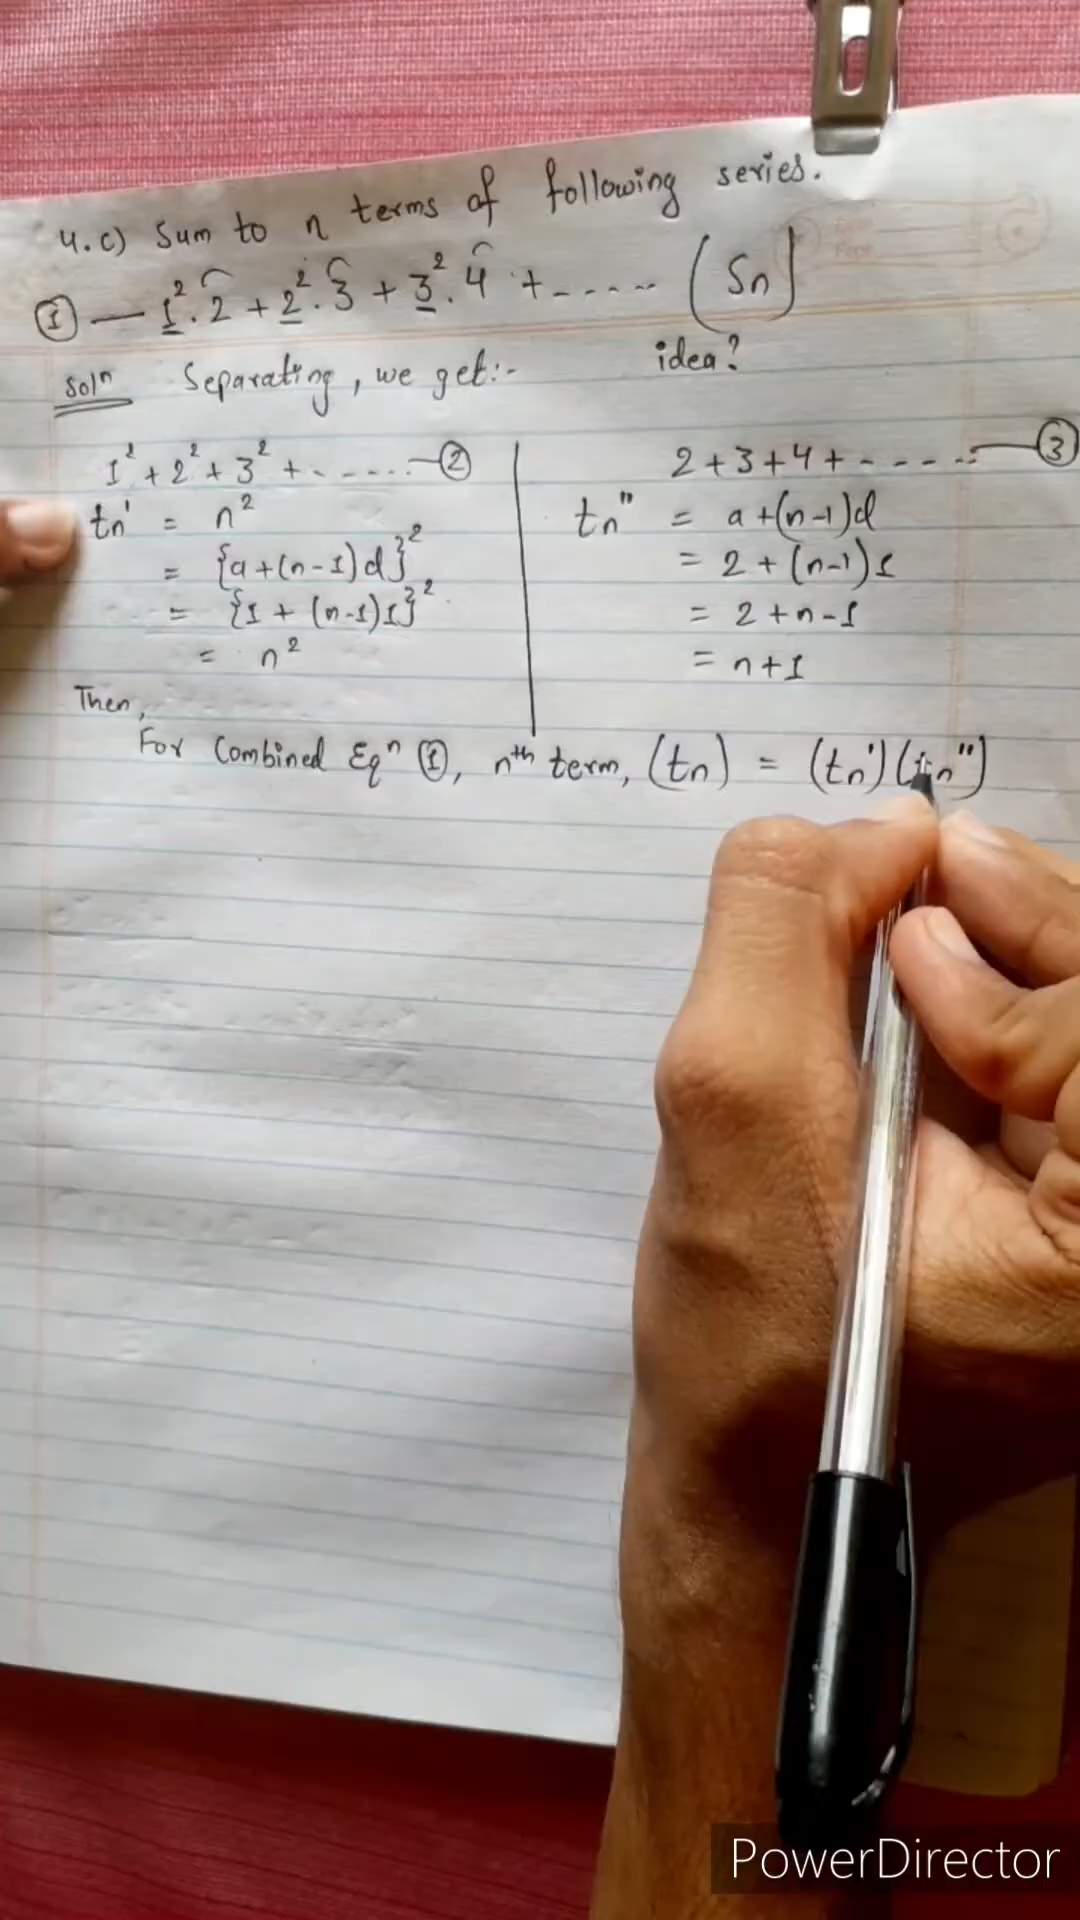 4.c) Sum to n terms of following series.
① — 1².2 + 2².3 + 3².4 + ...... (Sn)
Solⁿ Separating, we get:- idea?
1² + 2² + 3² + ...... — ②
tn' = n²
= {a+(n-1)d}²
= {1 + (n-1)1}²
= n²
2+3+4+ ..... — ③
tn" = a+(n-1)d
= 2 + (n-1)1
= 2 + n - 1
= n+1
Then,
For Combined Eqⁿ ①, nth term, (tn) = (tn')(tn")
PowerDirector